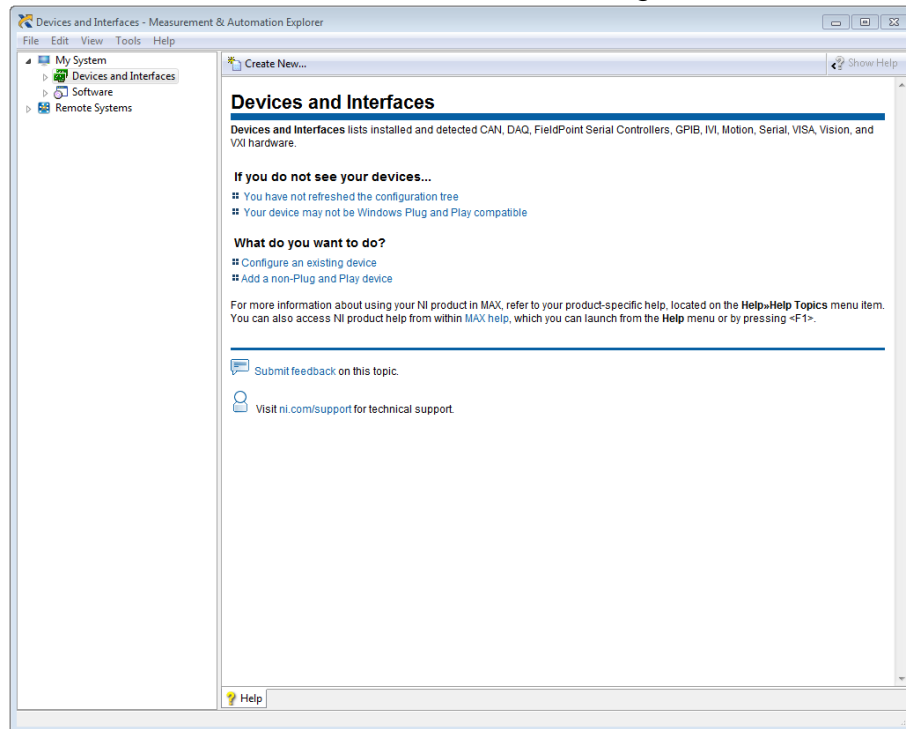 Devices and Interfaces - Measurement & Automation Explorer
File Edit View Tools Help
My System
Devices and Interfaces
Software
Remote Systems
Create New...
Show Help
Devices and Interfaces
Devices and Interfaces lists installed and detected CAN, DAQ, FieldPoint Serial Controllers, GPIB, IVI, Motion, Serial, VISA, Vision, and
VXI hardware.
If you do not see your devices...
You have not refreshed the configuration tree
Your device may not be Windows Plug and Play compatible
What do you want to do?
Configure an existing device
Add a non-Plug and Play device
For more information about using your NI product in MAX, refer to your product-specific help, located on the Help»Help Topics menu item.
You can also access NI product help from within MAX help, which you can launch from the Help menu or by pressing <F1>.
Submit feedback on this topic.
Visit ni.com/support for technical support.
Help